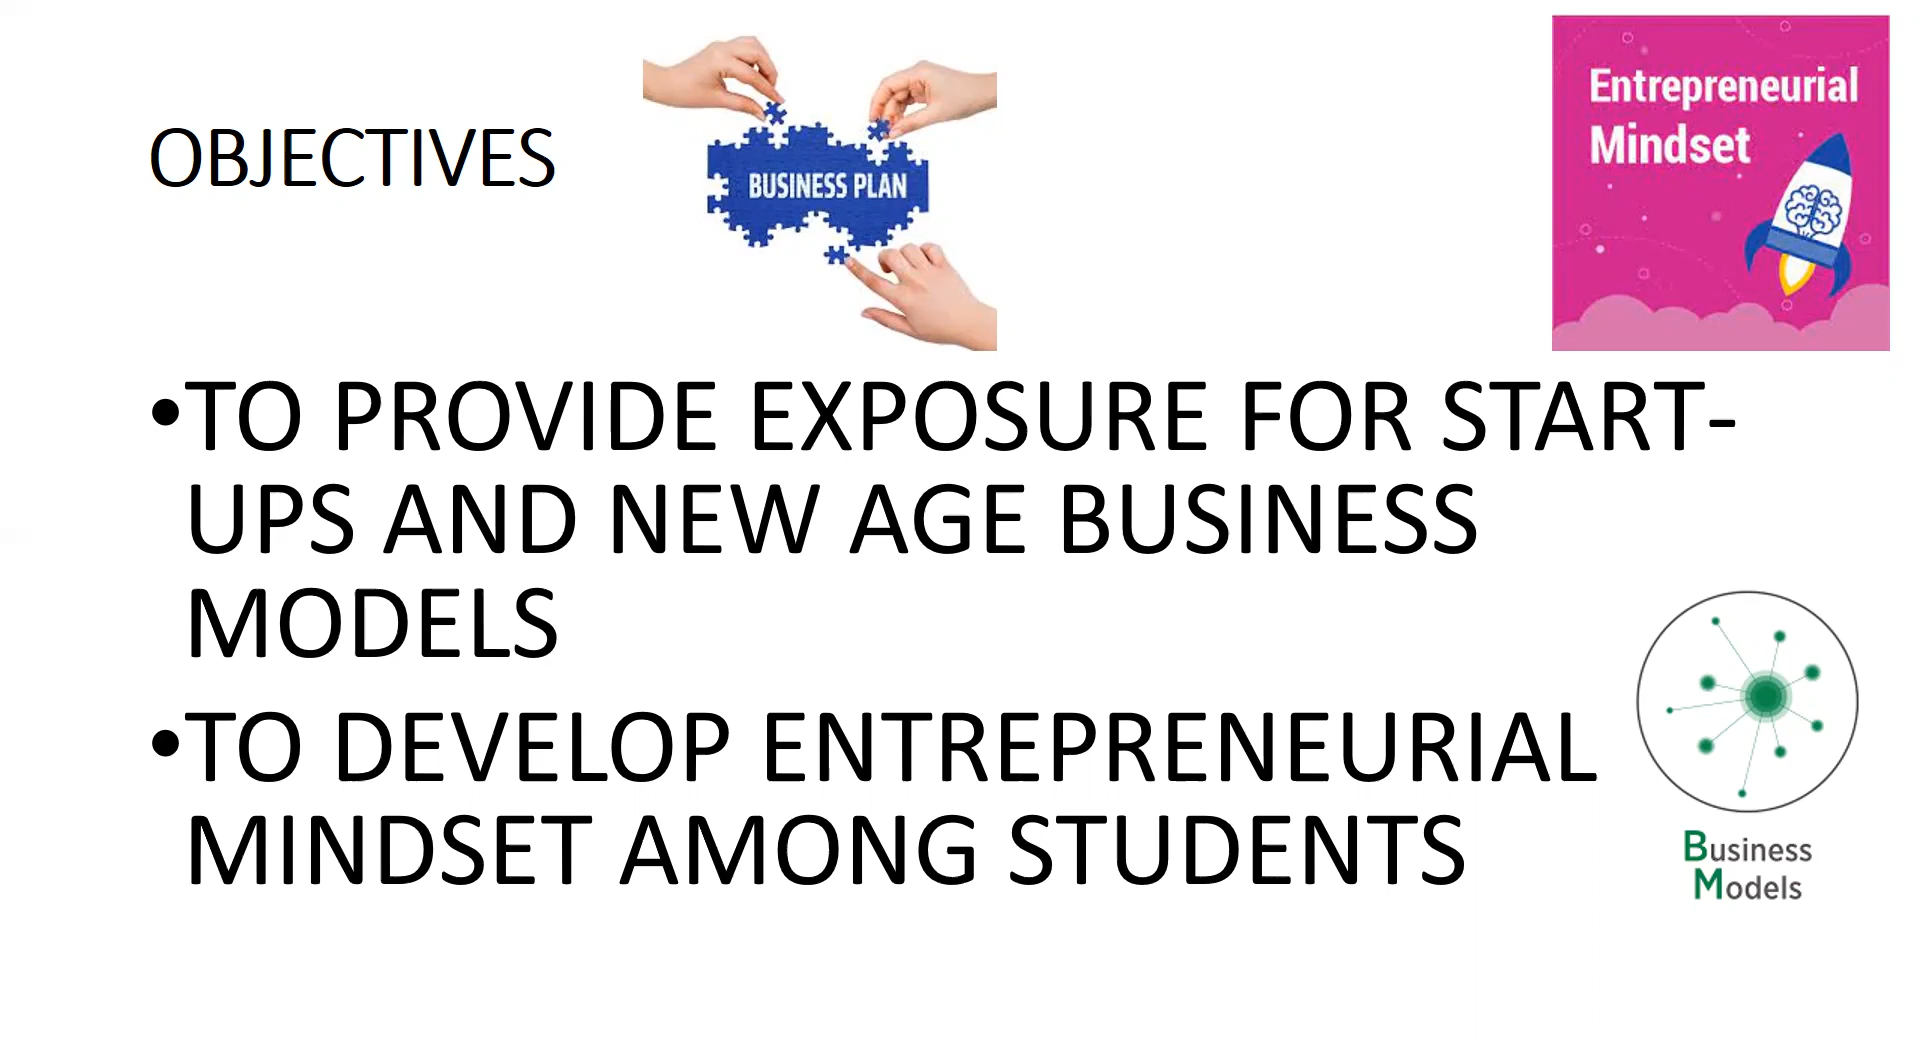 OBJECTIVES
BUSINESS PLAN
Entrepreneurial
Mindset
•TO PROVIDE EXPOSURE FOR START-
UPS AND NEW AGE BUSINESS
MODELS
•TO DEVELOP ENTREPRENEURIAL
MINDSET AMONG STUDENTS
Business
Models